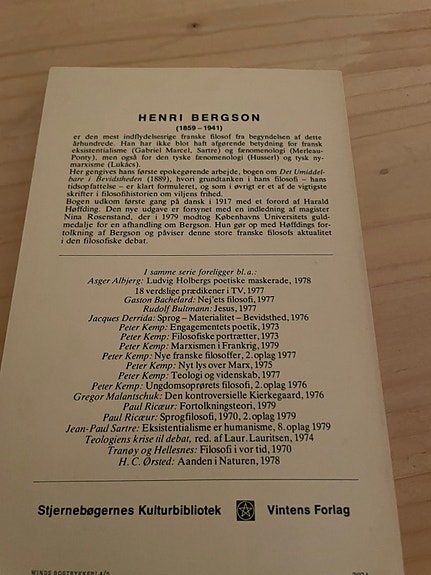 HENRI BERGSON
(1859 – 1941)
er den mest indflydelsesrige franske filosof fra begyndelsen af dette
århundrede. Han har ikke blot haft afgørende betydning for fransk
eksistentialisme (Gabriel Marcel, Sartre) og fænomenologi (Merleau-
Ponty), men også for den tyske fænomenologi (Husserl) og tysk ny-
marxisme (Lukács).
Her gengives hans første epokegørende arbejde, bogen om Det Umiddel-
bare i Bevidstheden (1889), hvori grundtanken i hans filosofi – hans
tidsopfattelse – er klart formuleret, og som i øvrigt er et af de vigtigste
skrifter i filosofihistorien om viljens frihed.
Bogen udkom første gang på dansk i 1917 med et forord af Harald
Høffding. Den nye udgave er forsynet med en indledning af magister
Nina Rosenstand, der i 1979 modtog Københavns Universitets guld-
medalje for en afhandling om Bergson. Hun gør op med Høffdings for-
tolkning af Bergson og påviser denne store franske filosofs aktualitet
i den filosofiske debat.
I samme serie foreligger bl.a.:
Asger Albjerg: Ludvig Holbergs poetiske maskerade, 1978
18 verdslige prædikener i TV, 1977
Gaston Bachelard: Nej'ets filosofi, 1977
Rudolf Bultmann: Jesus, 1977
Jacques Derrida: Sprog – Materialitet – Bevidsthed, 1976
Peter Kemp: Engagementets poetik, 1973
Peter Kemp: Filosofiske portrætter, 1973
Peter Kemp: Marxismen i Frankrig, 1979
Peter Kemp: Nye franske filosoffer, 2. oplag 1977
Peter Kemp: Nyt lys over Marx, 1975
Peter Kemp: Teologi og videnskab, 1977
Peter Kemp: Ungdomsoprørets filosofi, 2. oplag 1976
Gregor Malantschuk: Den kontroversielle Kierkegaard, 1976
Paul Ricœur: Fortolkningsteori, 1979
Paul Ricœur: Sprogfilosofi, 1970, 2. oplag 1979
Jean-Paul Sartre: Eksistentialisme er humanisme, 8. oplag 1979
Teologiens krise til debat, red. af Laur. Lauritsen, 1974
Tranøy og Hellesnes: Filosofi i vor tid, 1970
H. C. Ørsted: Aanden i Naturen, 1978
Stjernebøgernes Kulturbibliotek Vintens Forlag